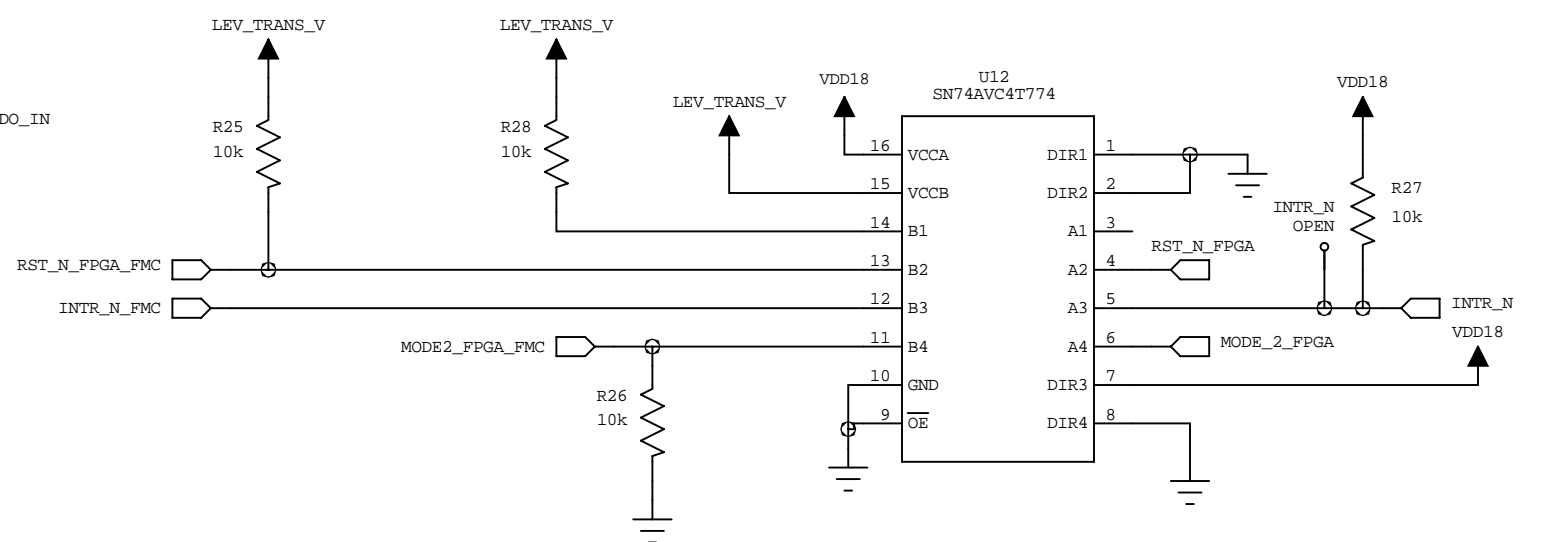 LEV_TRANS_V
LEV_TRANS_V
U12
SN74AVC4T774
VDD18
VDD18
LEV_TRANS_V
DO_IN
R25
10k
R28
10k
16 VCCA DIR1 1
15 VCCB DIR2 2
14 B1 A1 3
13 B2 A2 4
12 B3 A3 5
11 B4 A4 6
10 GND DIR3 7
9 OE DIR4 8
R27
10k
INTR_N
OPEN
RST_N_FPGA
RST_N_FPGA_FMC
INTR_N_FMC
INTR_N
VDD18
MODE2_FPGA_FMC
MODE_2_FPGA
R26
10k